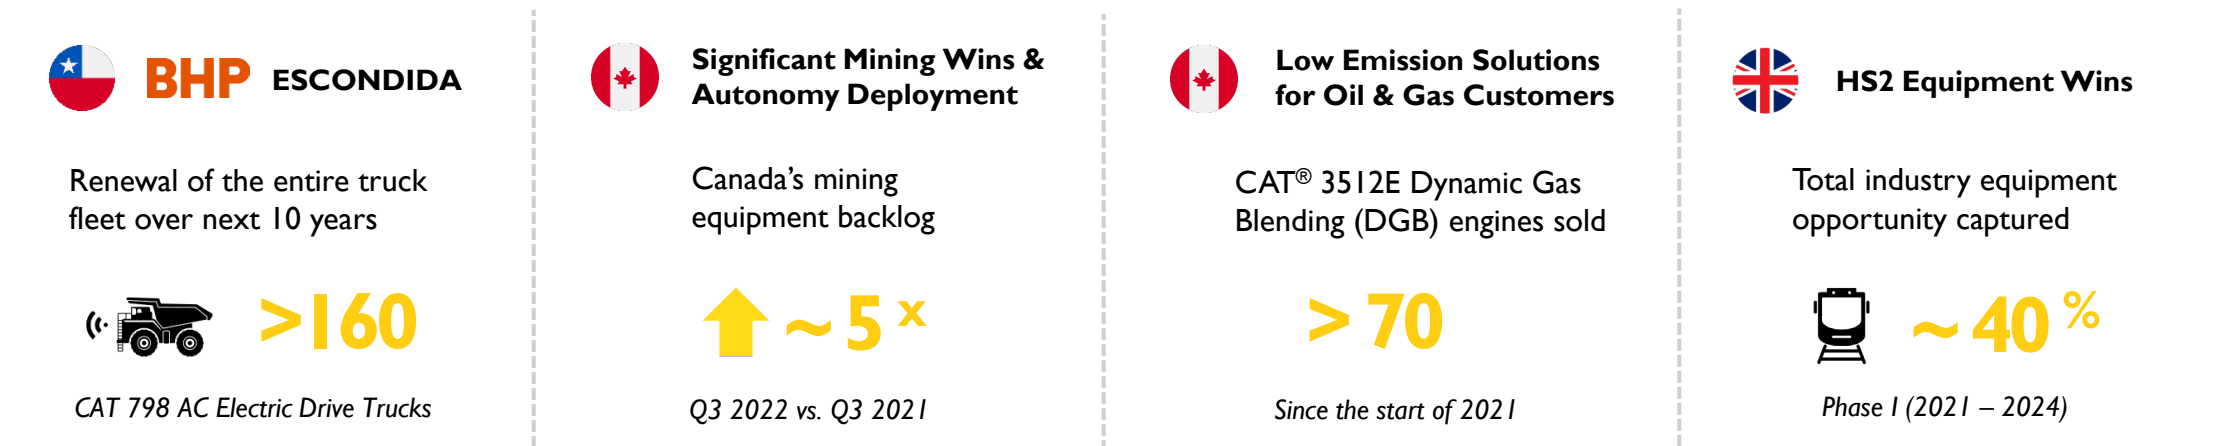 BHP ESCONDIDA
Renewal of the entire truck
fleet over next 10 years
>160
CAT 798 AC Electric Drive Trucks
Significant Mining Wins &
Autonomy Deployment
Canada's mining
equipment backlog
~ 5 x
Q3 2022 vs. Q3 2021
Low Emission Solutions
for Oil & Gas Customers
CAT® 3512E Dynamic Gas
Blending (DGB) engines sold
> 70
Since the start of 2021
HS2 Equipment Wins
Total industry equipment
opportunity captured
~ 40 %
Phase I (2021 – 2024)